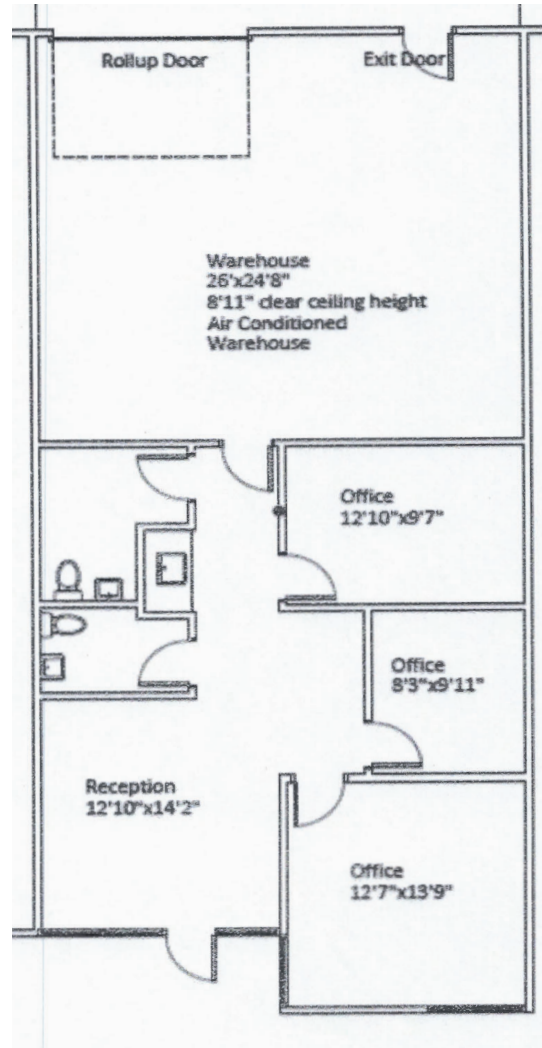 Rollup Door
Exit Door
Warehouse
26'x24'8"
8'11" clear ceiling height
Air Conditioned
Warehouse
Office
12'10"x9'7"
Office
8'3"x9'11"
Reception
12'10"x14'2"
Office
12'7"x13'9"